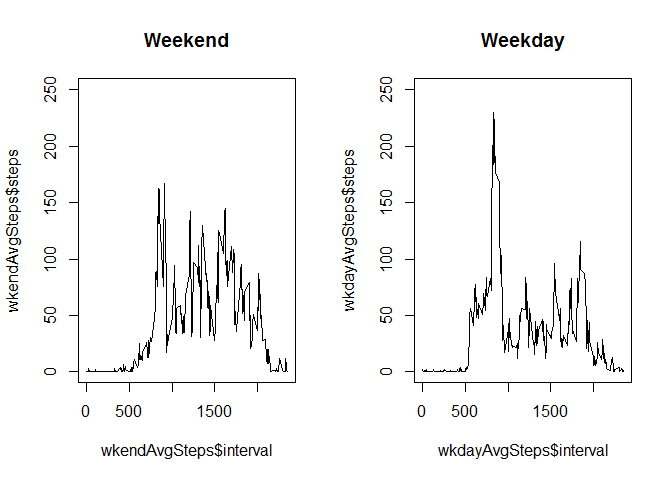 Weekend
wkendAvgSteps$steps
250
200
150
100
50
0
0 500 1500
wkendAvgSteps$interval
Weekday
wkdayAvgSteps$steps
250
200
150
100
50
0
0 500 1500
wkdayAvgSteps$interval